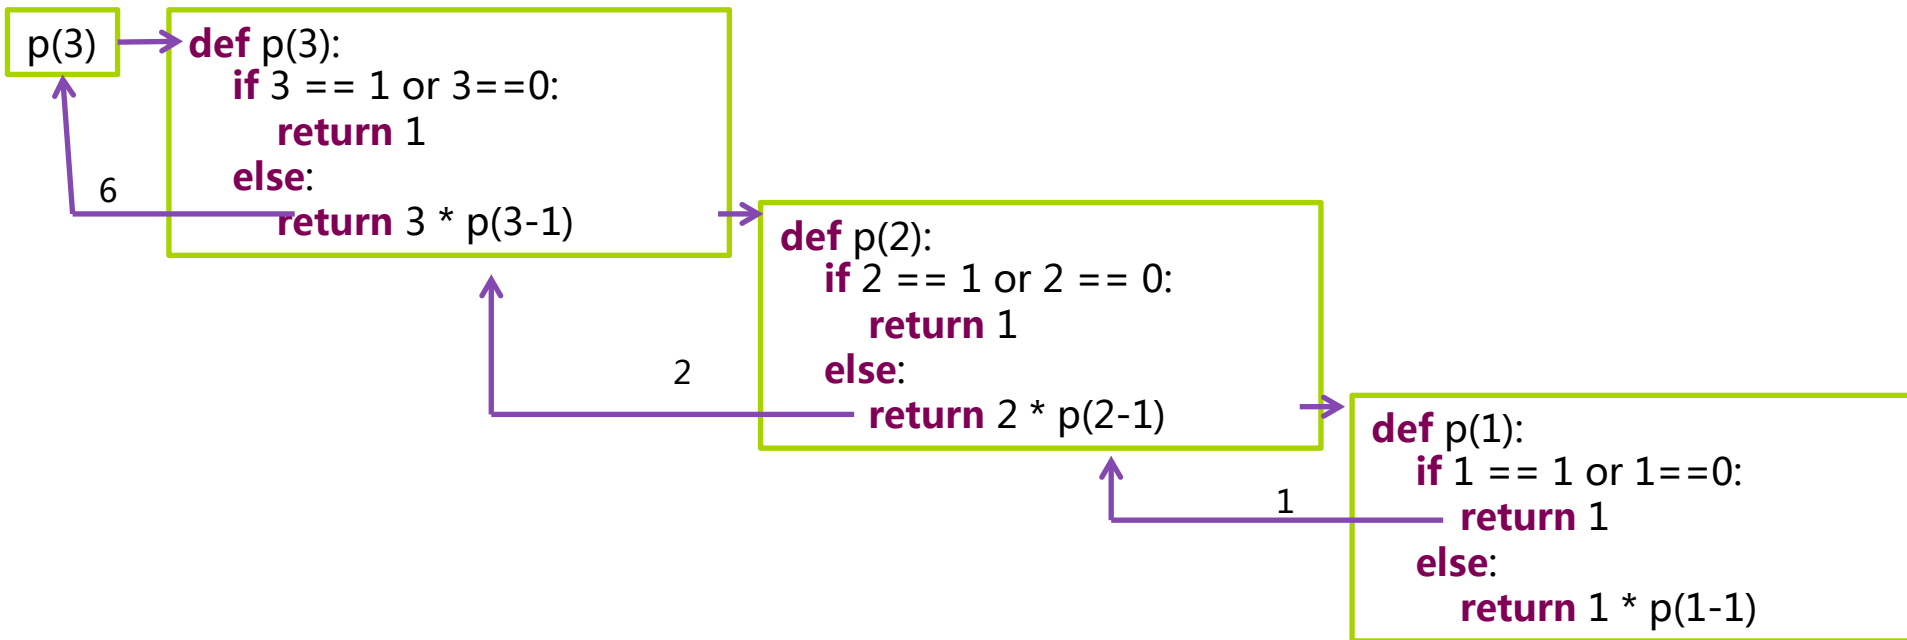 p(3)
def p(3):
if 3 == 1 or 3==0:
return 1
else:
return 3 * p(3-1)
6
def p(2):
if 2 == 1 or 2 == 0:
return 1
else:
return 2 * p(2-1)
2
def p(1):
if 1 == 1 or 1==0:
return 1
else:
return 1 * p(1-1)
1